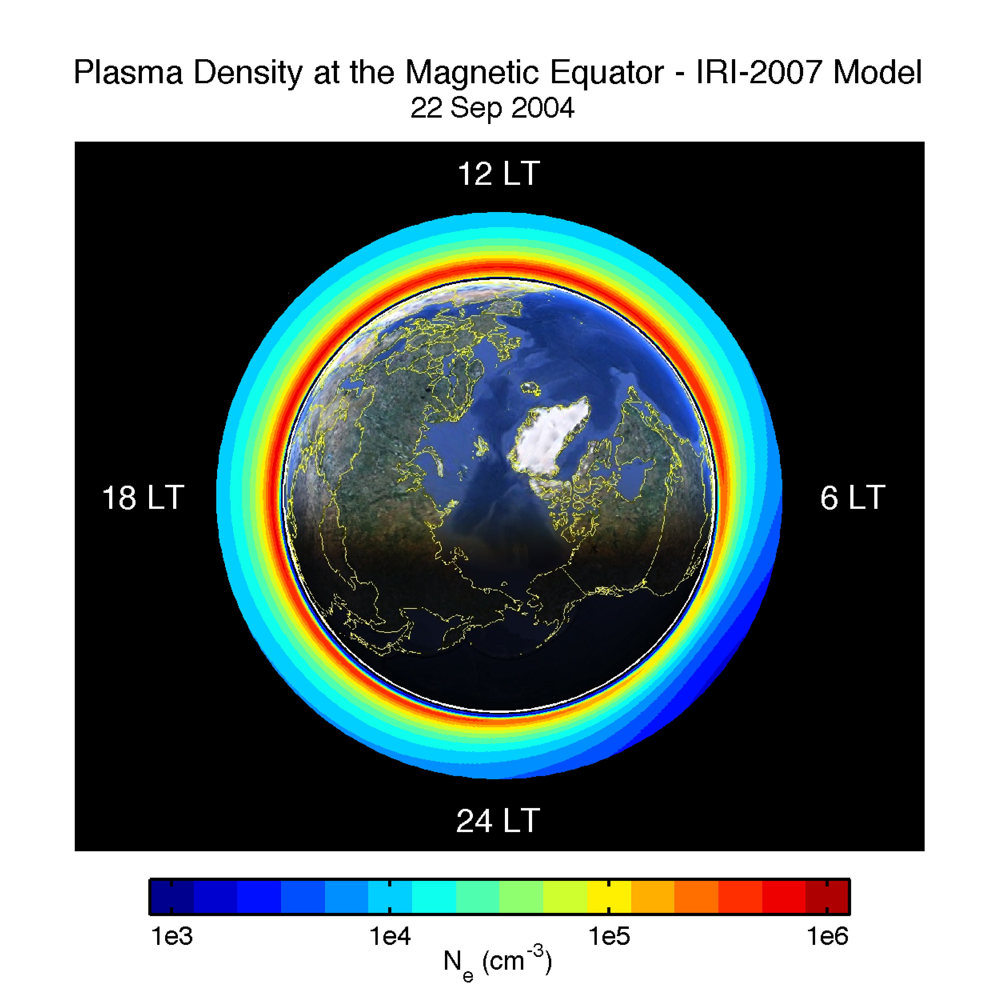 Plasma Density at the Magnetic Equator - IRI-2007 Model
22 Sep 2004
12 LT
18 LT
6 LT
24 LT
1e3 1e4 1e5 1e6
Ne (cm-3)